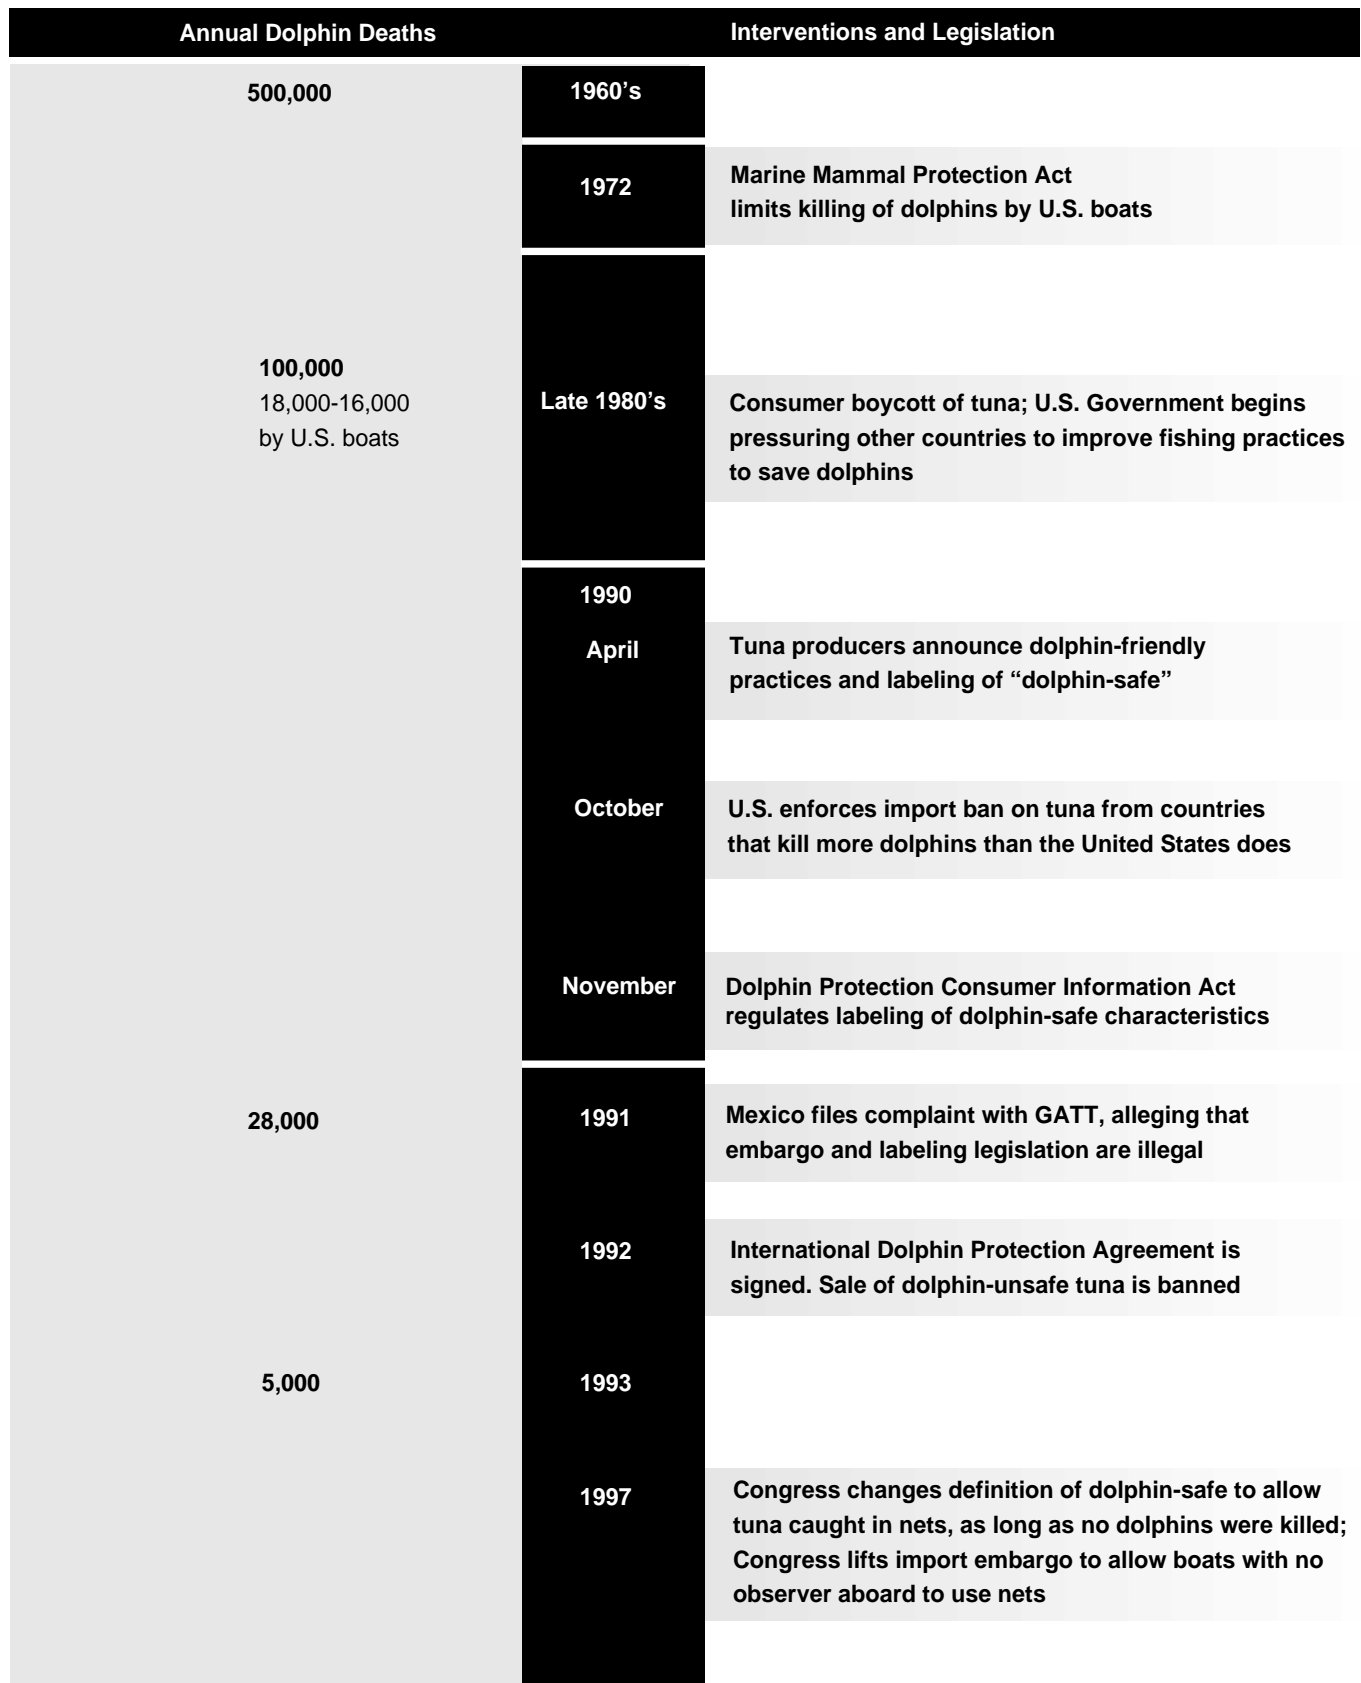 Annual Dolphin Deaths
Interventions and Legislation
500,000
1960’s
1972
Marine Mammal Protection Act
limits killing of dolphins by U.S. boats
100,000
18,000-16,000
by U.S. boats
Late 1980’s
Consumer boycott of tuna; U.S. Government begins
pressuring other countries to improve fishing practices
to save dolphins
1990
April
Tuna producers announce dolphin-friendly
practices and labeling of “dolphin-safe”
October
U.S. enforces import ban on tuna from countries
that kill more dolphins than the United States does
November
Dolphin Protection Consumer Information Act
regulates labeling of dolphin-safe characteristics
28,000
1991
Mexico files complaint with GATT, alleging that
embargo and labeling legislation are illegal
1992
International Dolphin Protection Agreement is
signed. Sale of dolphin-unsafe tuna is banned
5,000
1993
1997
Congress changes definition of dolphin-safe to allow
tuna caught in nets, as long as no dolphins were killed;
Congress lifts import embargo to allow boats with no
observer aboard to use nets